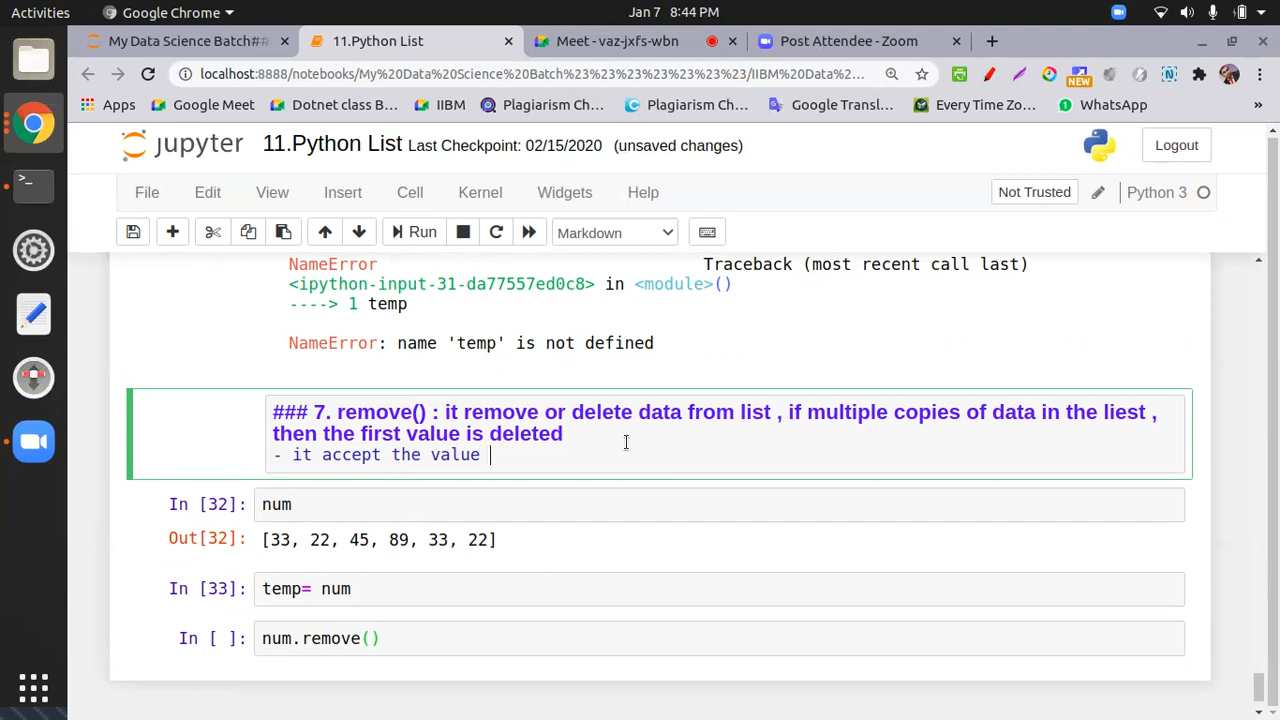 Activities
Google Chrome
Jan 7 8:44 PM
My Data Science Batch##
11.Python List
Meet - vaz-jxfs-wbn
Post Attendee - Zoom
localhost:8888/notebooks/My%20Data%20Science%20Batch%23%23%23%23%23%23/IIBM%20Data%2...
NEW
Apps
Google Meet
Dotnet class B...
IIBM
Plagiarism Ch...
Plagiarism Ch...
Google Transl...
Every Time Zo...
WhatsApp
»
jupyter
11.Python List Last Checkpoint: 02/15/2020 (unsaved changes)
Logout
File
Edit
View
Insert
Cell
Kernel
Widgets
Help
Not Trusted
Python 3
Run
Markdown
NameError Traceback (most recent call last)
<ipython-input-31-da77557ed0c8> in <module>()
----> 1 temp
NameError: name 'temp' is not defined
### 7. remove() : it remove or delete data from list , if multiple copies of data in the liest ,
then the first value is deleted
- it accept the value
In [32]: num
Out[32]: [33, 22, 45, 89, 33, 22]
In [33]: temp= num
In [ ]: num.remove()